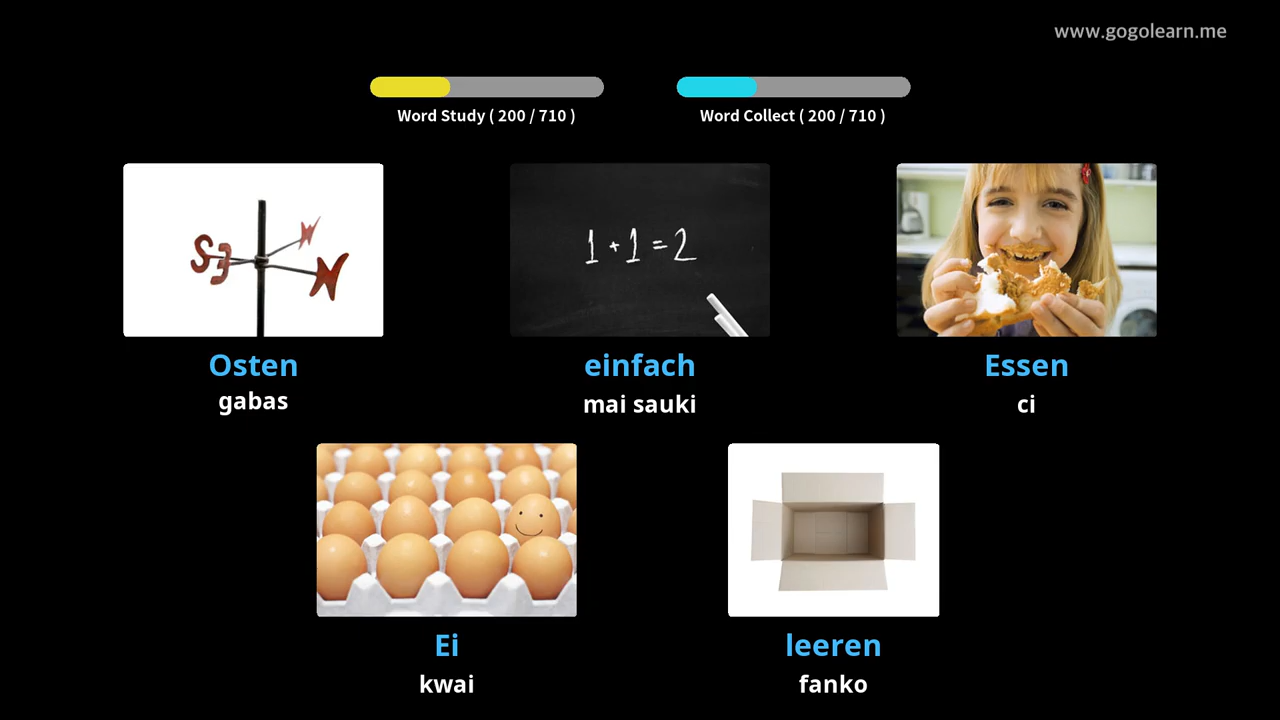 www.gogolearn.me
Word Study ( 200 / 710 )
Word Collect ( 200 / 710 )
S E N W
1 + 1 = 2
Osten
einfach
Essen
gabas
mai sauki
ci
Ei
leeren
kwai
fanko